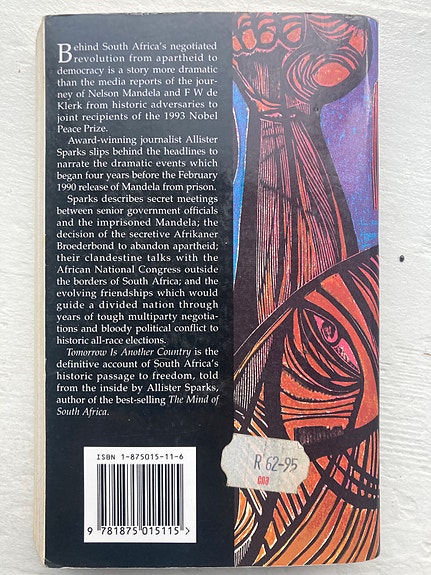 Behind South Africa's negotiated
revolution from apartheid to
democracy is a story more dramatic
than the media reports of the jour-
ney of Nelson Mandela and F W de
Klerk from historic adversaries to
joint recipients of the 1993 Nobel
Peace Prize.
Award-winning journalist Allister
Sparks slips behind the headlines to
narrate the dramatic events which
began four years before the February
1990 release of Mandela from prison.
Sparks describes secret meetings
between senior government officials
and the imprisoned Mandela; the
decision of the secretive Afrikaner
Broederbond to abandon apartheid;
their clandestine talks with the
African National Congress outside
the borders of South Africa; and the
evolving friendships which would
guide a divided nation through
years of tough multiparty negotia-
tions and bloody political conflict to
historic all-race elections.
Tomorrow Is Another Country is the
definitive account of South Africa's
historic passage to freedom, told
from the inside by Allister Sparks,
author of the best-selling The Mind of
South Africa.
R 62-95
CNA
ISBN 1-875015-11-6
9 781875 015115 >